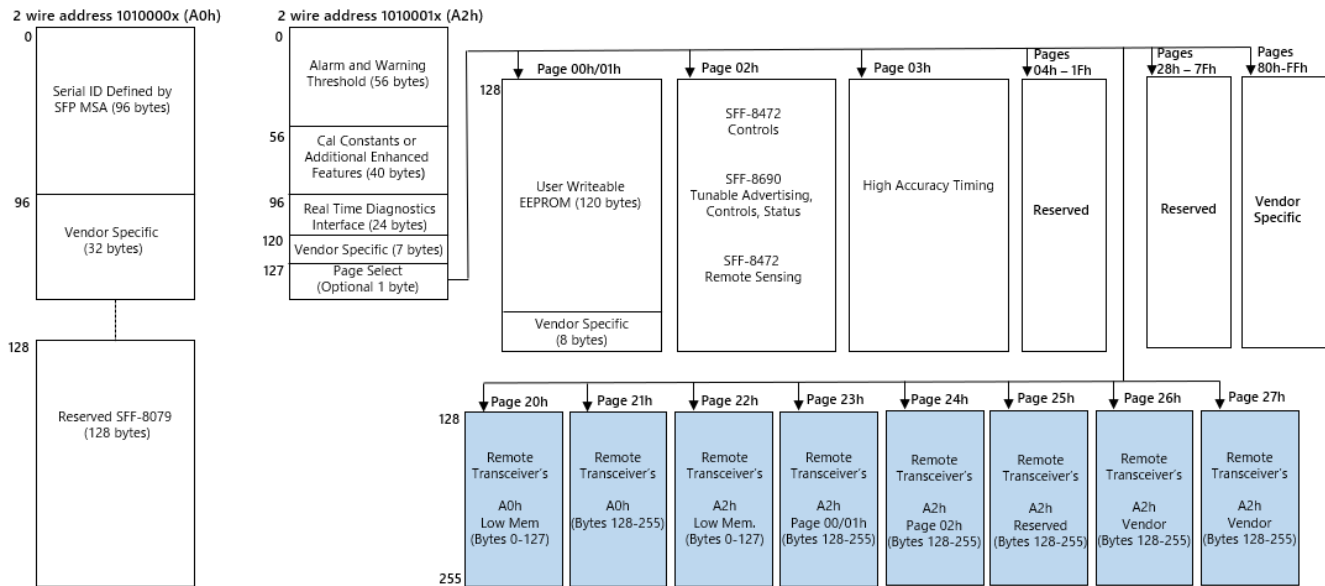 2 wire address 1010000x (A0h)
0
Serial ID Defined by
SFP MSA (96 bytes)
96
Vendor Specific
(32 bytes)
128
Reserved SFF-8079
(128 bytes)
2 wire address 1010001x (A2h)
0
Alarm and Warning
Threshold (56 bytes)
56
Cal Constants or
Additional Enhanced
Features (40 bytes)
96
Real Time Diagnostics
Interface (24 bytes)
120
Vendor Specific (7 bytes)
127
Page Select
(Optional 1 byte)
Page 00h/01h
128
User Writeable
EEPROM (120 bytes)
Vendor Specific
(8 bytes)
Page 02h
SFF-8472
Controls
SFF-8690
Tunable Advertising,
Controls, Status
SFF-8472
Remote Sensing
Page 03h
High Accuracy Timing
Pages
04h – 1Fh
Reserved
Pages
28h – 7Fh
Reserved
Pages
80h-FFh
Vendor
Specific
128
255
Page 20h
Remote
Transceiver's
A0h
Low Mem
(Bytes 0-127)
Page 21h
Remote
Transceiver's
A0h
(Bytes 128-255)
Page 22h
Remote
Transceiver's
A2h
Low Mem.
(Bytes 0-127)
Page 23h
Remote
Transceiver's
A2h
Page 00/01h
(Bytes 128-255)
Page 24h
Remote
Transceiver's
A2h
Page 02h
(Bytes 128-255)
Page 25h
Remote
Transceiver's
A2h
Reserved
(Bytes 128-255)
Page 26h
Remote
Transceiver's
A2h
Vendor
(Bytes 128-255)
Page 27h
Remote
Transceiver's
A2h
Vendor
(Bytes 128-255)